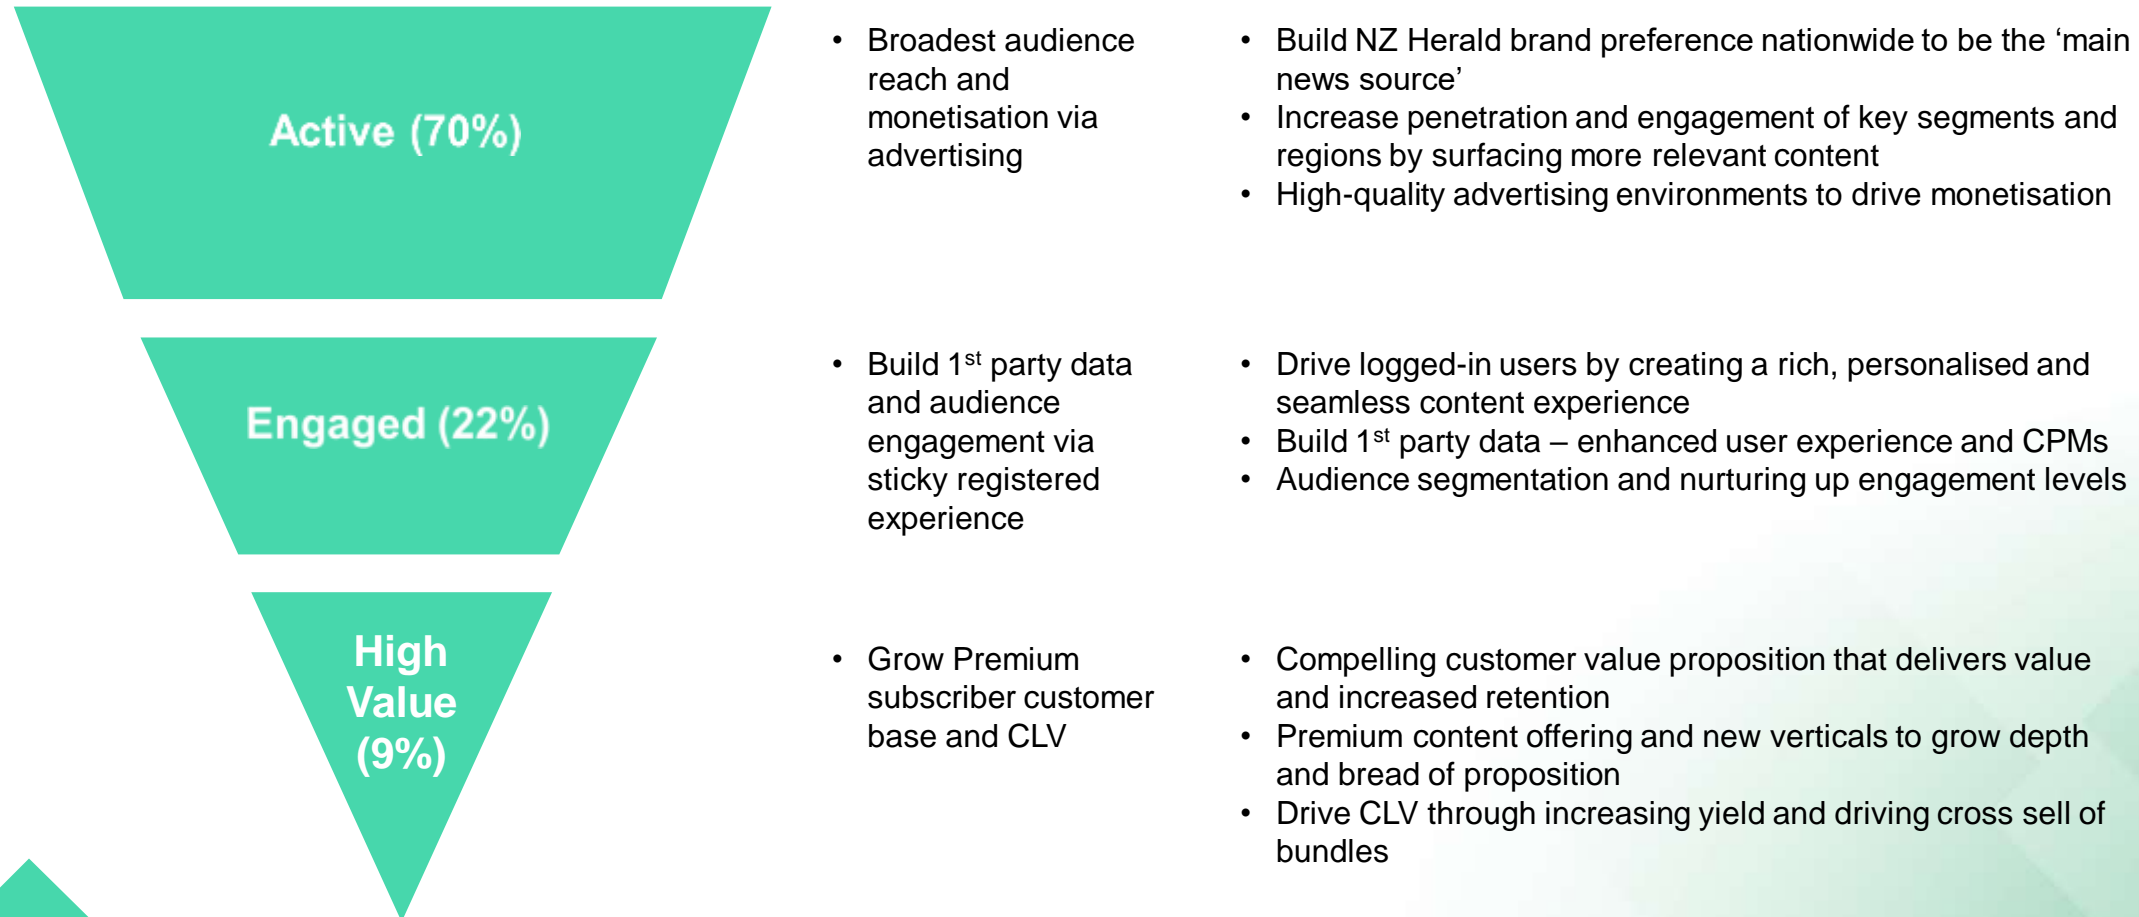 Active (70%)
• Broadest audience
reach and
monetisation via
advertising
• Build NZ Herald brand preference nationwide to be the ‘main
news source’
• Increase penetration and engagement of key segments and
regions by surfacing more relevant content
• High-quality advertising environments to drive monetisation
Engaged (22%)
• Build 1st party data
and audience
engagement via
sticky registered
experience
• Drive logged-in users by creating a rich, personalised and
seamless content experience
• Build 1st party data – enhanced user experience and CPMs
• Audience segmentation and nurturing up engagement levels
High
Value
(9%)
• Grow Premium
subscriber customer
base and CLV
• Compelling customer value proposition that delivers value
and increased retention
• Premium content offering and new verticals to grow depth
and bread of proposition
• Drive CLV through increasing yield and driving cross sell of
bundles